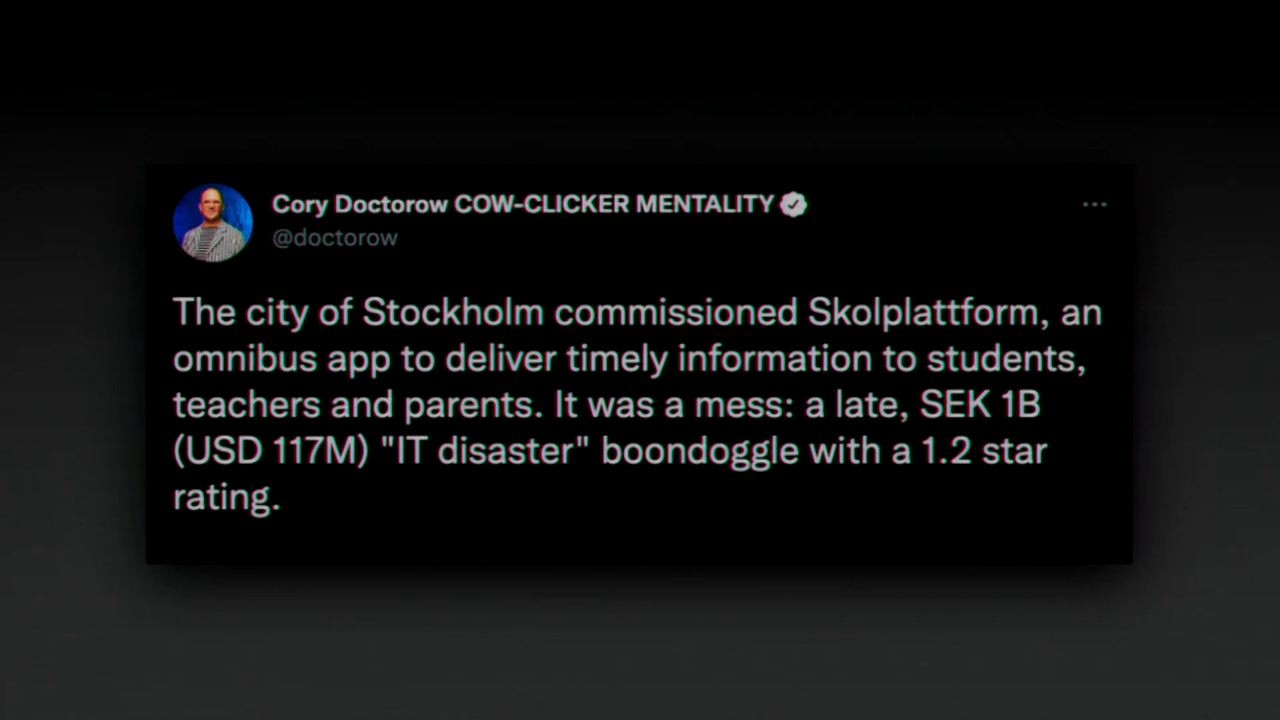 Cory Doctorow COW-CLICKER MENTALITY
@doctorow
The city of Stockholm commissioned Skolplattform, an
omnibus app to deliver timely information to students,
teachers and parents. It was a mess: a late, SEK 1B
(USD 117M) "IT disaster" boondoggle with a 1.2 star
rating.